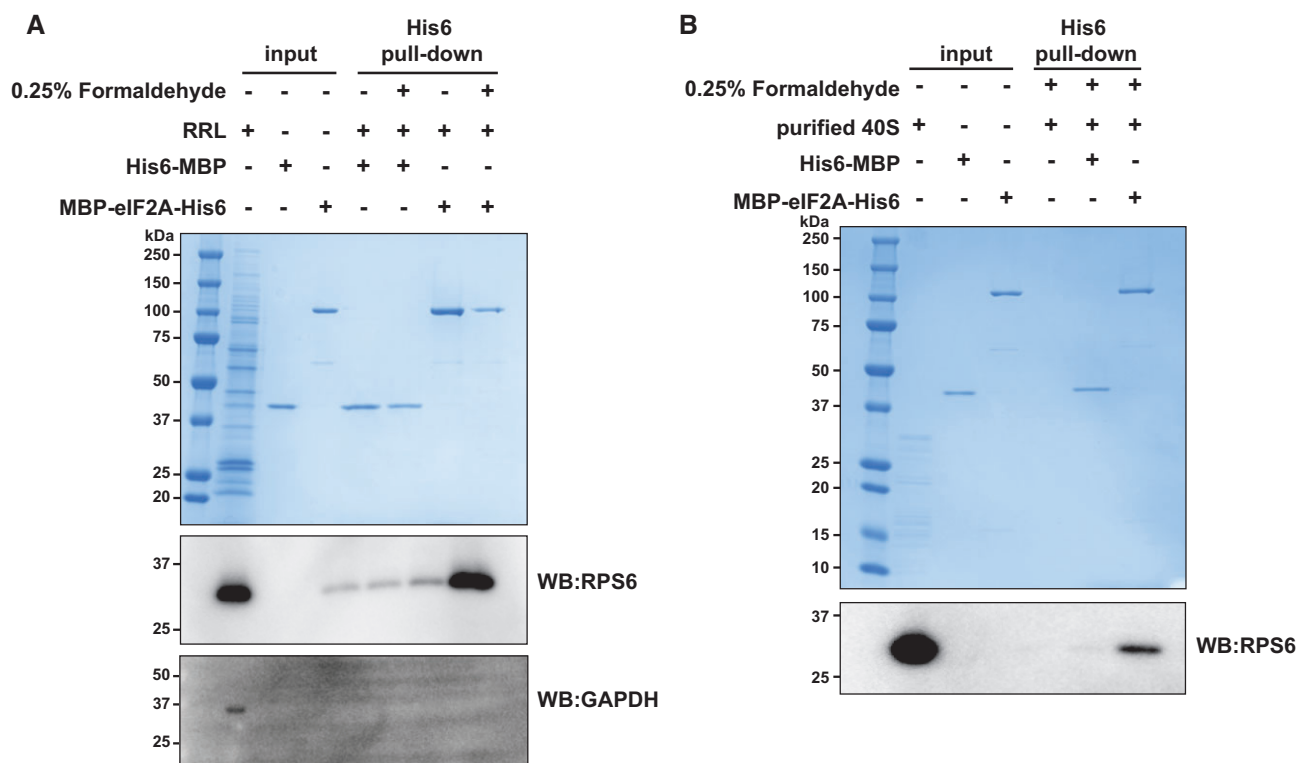 A
input
His6
pull-down
0.25% Formaldehyde - - - - + - +
RRL + - - + + + +
His6-MBP - + - + + - -
MBP-eIF2A-His6 - - + - - + +
kDa
250
150
100
75
50
37
25
20
37
25
WB:RPS6
50
37
25
WB:GAPDH
B
input
His6
pull-down
0.25% Formaldehyde - - - + + +
purified 40S + - - + + +
His6-MBP - + - - + -
MBP-eIF2A-His6 - - + - - +
kDa
250
150
100
75
50
37
25
20
15
10
37
25
WB:RPS6